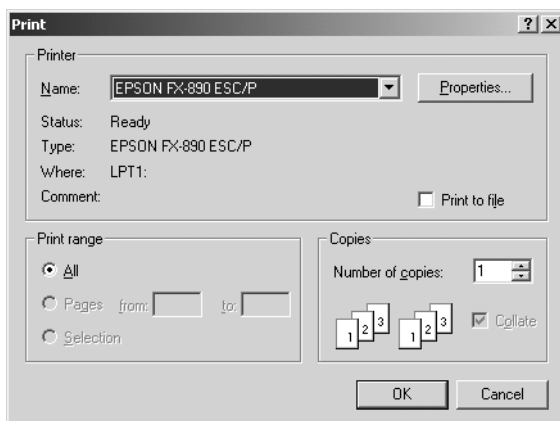 Print
Printer
Name: EPSON FX-890 ESC/P Properties...
Status: Ready
Type: EPSON FX-890 ESC/P
Where: LPT1:
Comment: Print to file
Print range
All
Pages from: to:
Selection
Copies
Number of copies: 1
1 2 3 1 2 3 Collate
OK Cancel